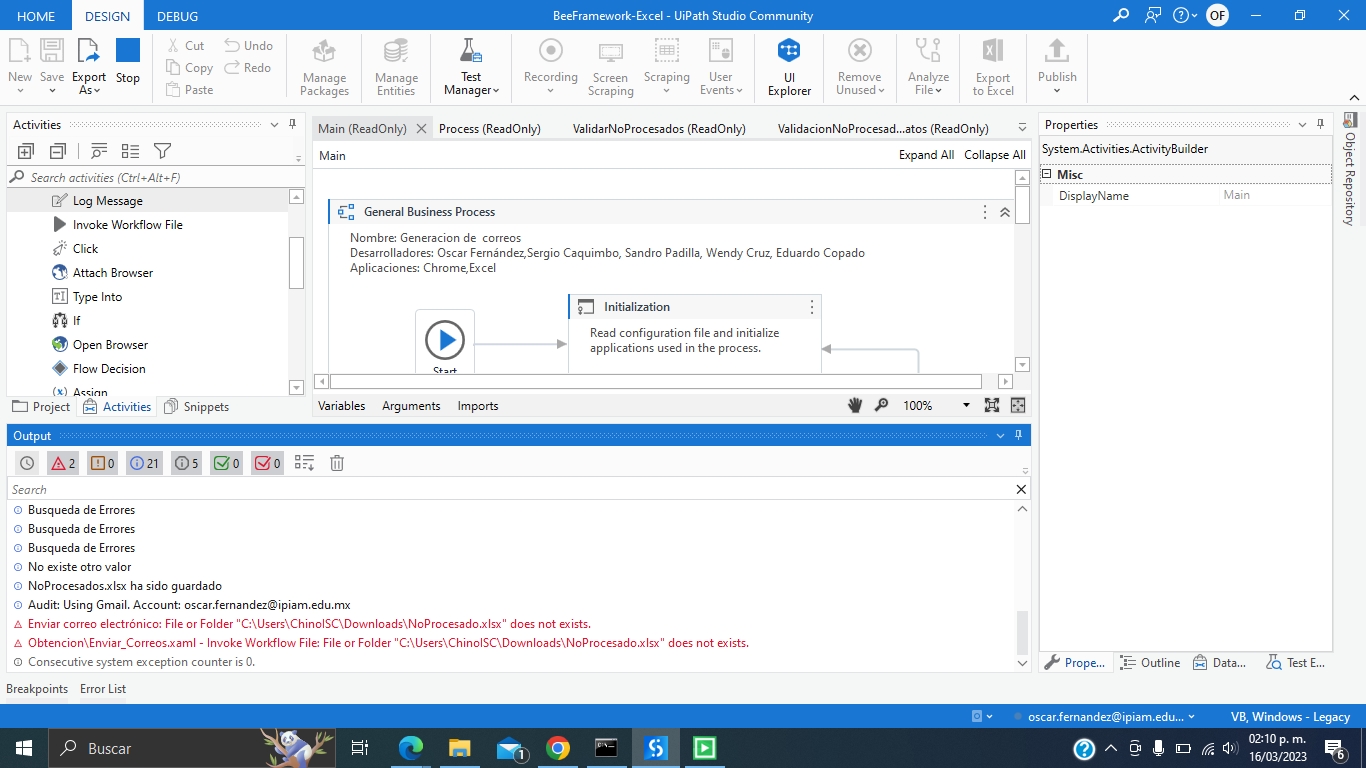 HOME DESIGN DEBUG BeeFramework-Excel - UiPath Studio Community OF
New Save Export As Stop Cut Copy Paste Undo Redo Manage Packages Manage Entities Test Manager Recording Screen Scraping Scraping User Events UI Explorer Remove Unused Analyze File Export to Excel Publish
Activities
Search activities (Ctrl+Alt+F)
Log Message
Invoke Workflow File
Click
Attach Browser
Type Into
If
Open Browser
Flow Decision
Assign
Project Activities Snippets
Main (ReadOnly) Process (ReadOnly) ValidarNoProcesados (ReadOnly) ValidacionNoProcesad...atos (ReadOnly)
Main Expand All Collapse All
General Business Process
Nombre: Generacion de correos
Desarrolladores: Oscar Fernández,Sergio Caquimbo, Sandro Padilla, Wendy Cruz, Eduardo Copado
Aplicaciones: Chrome,Excel
Initialization
Read configuration file and initialize
applications used in the process.
Start
Variables Arguments Imports 100%
Properties
System.Activities.ActivityBuilder
Misc
DisplayName Main
Object Repository
Output
2 0 21 5 0 0
Search
Busqueda de Errores
Busqueda de Errores
Busqueda de Errores
No existe otro valor
NoProcesados.xlsx ha sido guardado
Audit: Using Gmail. Account: oscar.fernandez@ipiam.edu.mx
Enviar correo electrónico: File or Folder "C:\Users\ChinoISC\Downloads\NoProcesado.xlsx" does not exists.
Obtencion\Enviar_Correos.xaml - Invoke Workflow File: File or Folder "C:\Users\ChinoISC\Downloads\NoProcesado.xlsx" does not exists.
Consecutive system exception counter is 0.
Prope... Outline Data... Test E...
Breakpoints Error List
oscar.fernandez@ipiam.edu... VB, Windows - Legacy
Buscar 1 02:10 p. m.
16/03/2023 6